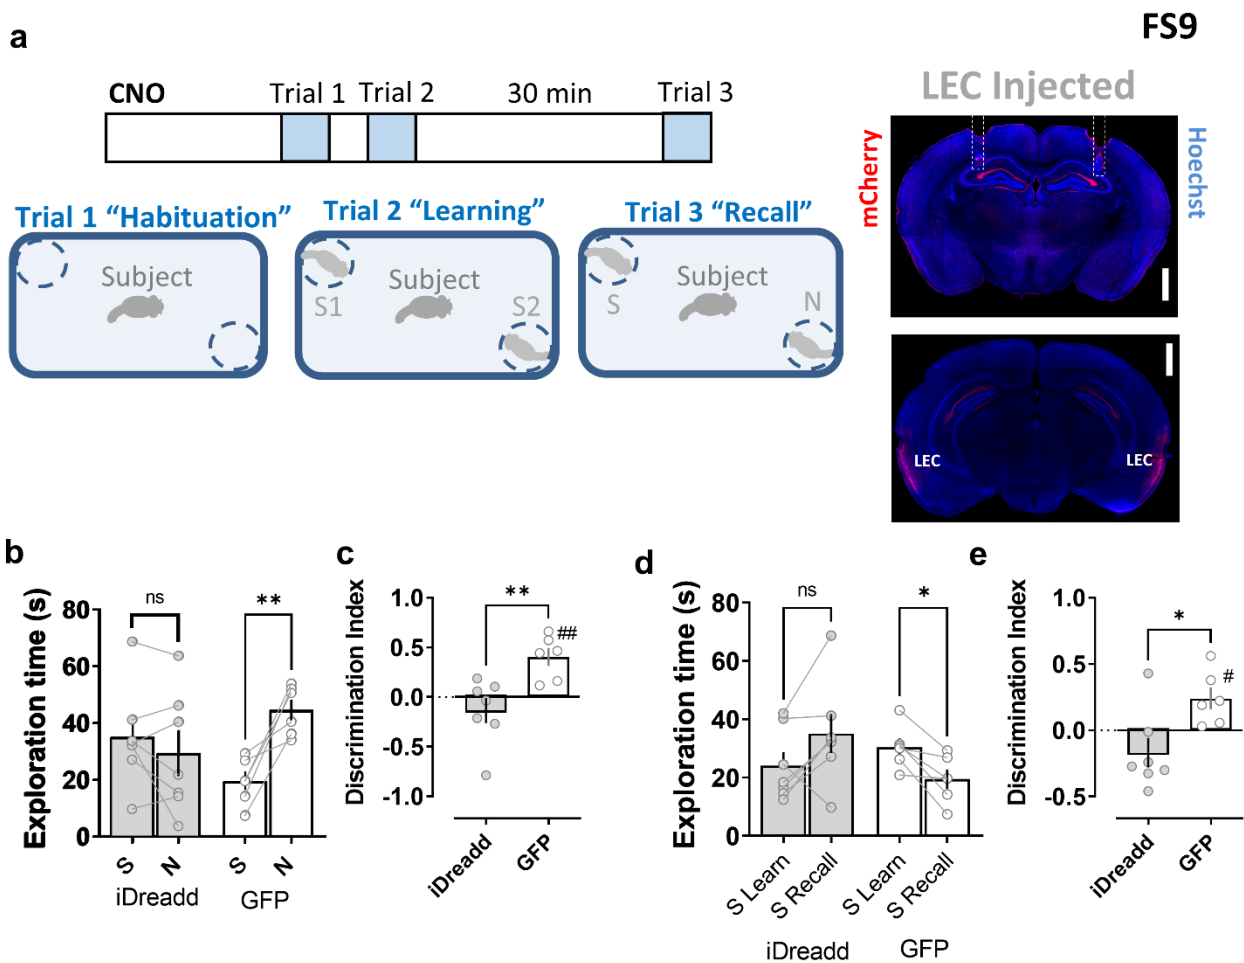 a
FS9
CNO Trial 1 Trial 2 30 min Trial 3
LEC Injected
mCherry
Hoechst
Trial 1 “Habituation” Trial 2 “Learning” Trial 3 “Recall”
Subject Subject Subject
S1 S2 S N
LEC LEC
b
Exploration time (s)
80
60
40
20
0
ns **
S N S N
iDreadd GFP
c
Discrimination Index
1.0
0.5
0.0
-0.5
-1.0
**
##
iDreadd GFP
d
Exploration time (s)
80
60
40
20
0
ns *
S Learn S Recall S Learn S Recall
iDreadd GFP
e
Discrimination Index
1.0
0.5
0.0
-0.5
*
#
iDreadd GFP